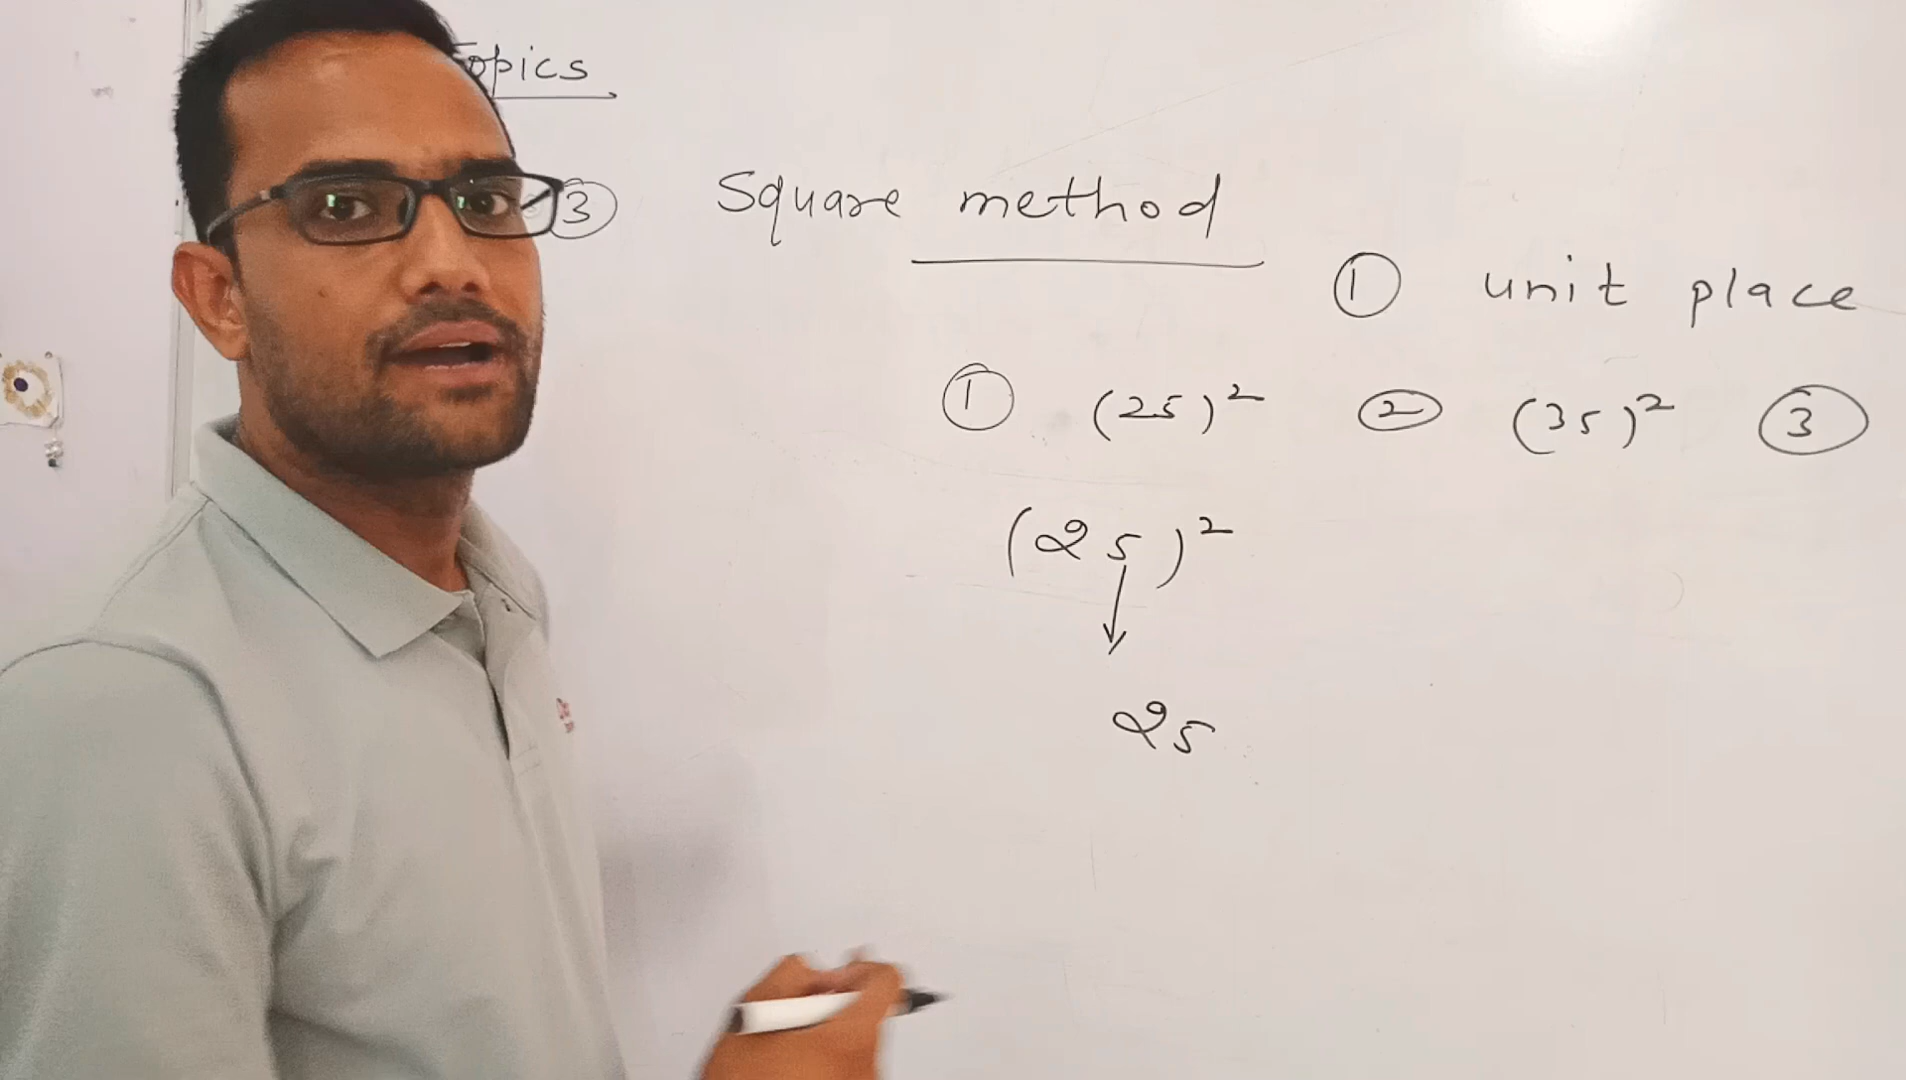 opics
③ Square method
① unit place
① (25)² ② (35)² ③
(25)²
↓
25